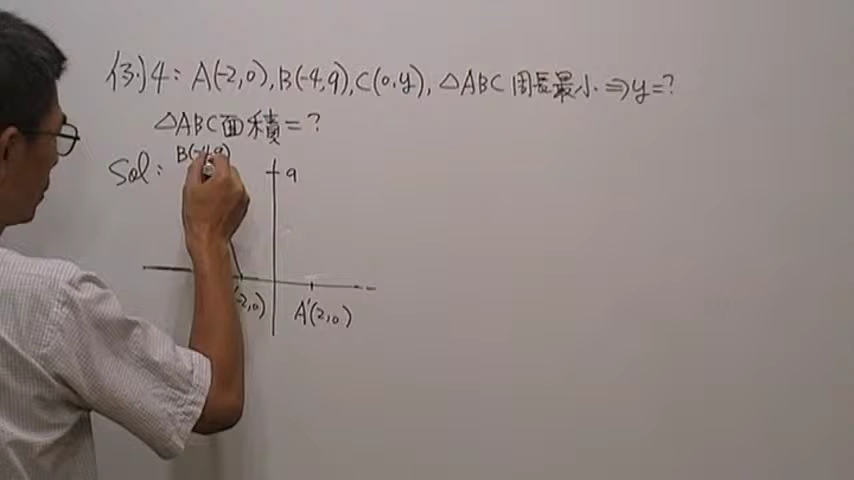 例4：A(-2,0), B(-4,9), C(0,y), △ABC 周長最小 ⇒ y=?
△ABC面積=?
Sol：
B(-4,9)
9
-2,0)
A'(2,0)